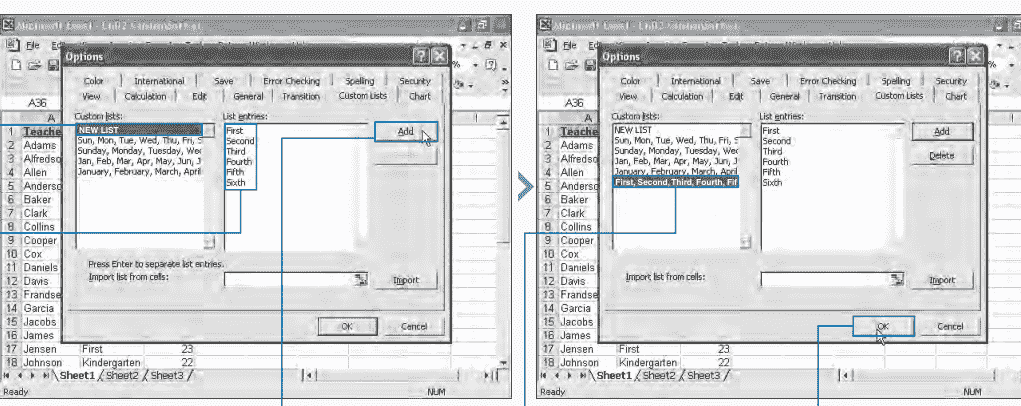 Options
Color International Save Error Checking Spelling Security
View Calculation Edit General Transition Custom Lists Chart
A36
Custom lists:
List entries:
NEW LIST
Sun, Mon, Tue, Wed, Thu, Fri, S
Sunday, Monday, Tuesday, Wed
Jan, Feb, Mar, Apr, May, Jun, J
January, February, March, April
First
Second
Third
Fourth
Fifth
Sixth
Add
Press Enter to separate list entries.
Import list from cells:
Import
OK
Cancel
A
1 Teache
2 Adams
3 Alfredso
4 Allen
5 Anderso
6 Baker
7 Clark
8 Collins
9 Cooper
10 Cox
11 Daniels
12 Davis
13 Frandse
14 Garcia
15 Jacobs
16 James
17 Jensen First 23
18 Johnson Kindergarten 22
Sheet1 Sheet2 Sheet3
Ready
NUM
Options
Color International Save Error Checking Spelling Security
View Calculation Edit General Transition Custom Lists Chart
A36
Custom lists:
List entries:
NEW LIST
Sun, Mon, Tue, Wed, Thu, Fri, S
Sunday, Monday, Tuesday, Wed
Jan, Feb, Mar, Apr, May, Jun, J
January, February, March, April
First, Second, Third, Fourth, Fif
First
Second
Third
Fourth
Fifth
Sixth
Add
Delete
Import list from cells:
Import
OK
Cancel
A
1 Teache
2 Adams
3 Alfredso
4 Allen
5 Anderso
6 Baker
7 Clark
8 Collins
9 Cooper
10 Cox
11 Daniels
12 Davis
13 Frandse
14 Garcia
15 Jacobs
16 James
17 Jensen First 23
18 Johnson Kindergarten 22
Sheet1 Sheet2 Sheet3
Ready
NUM